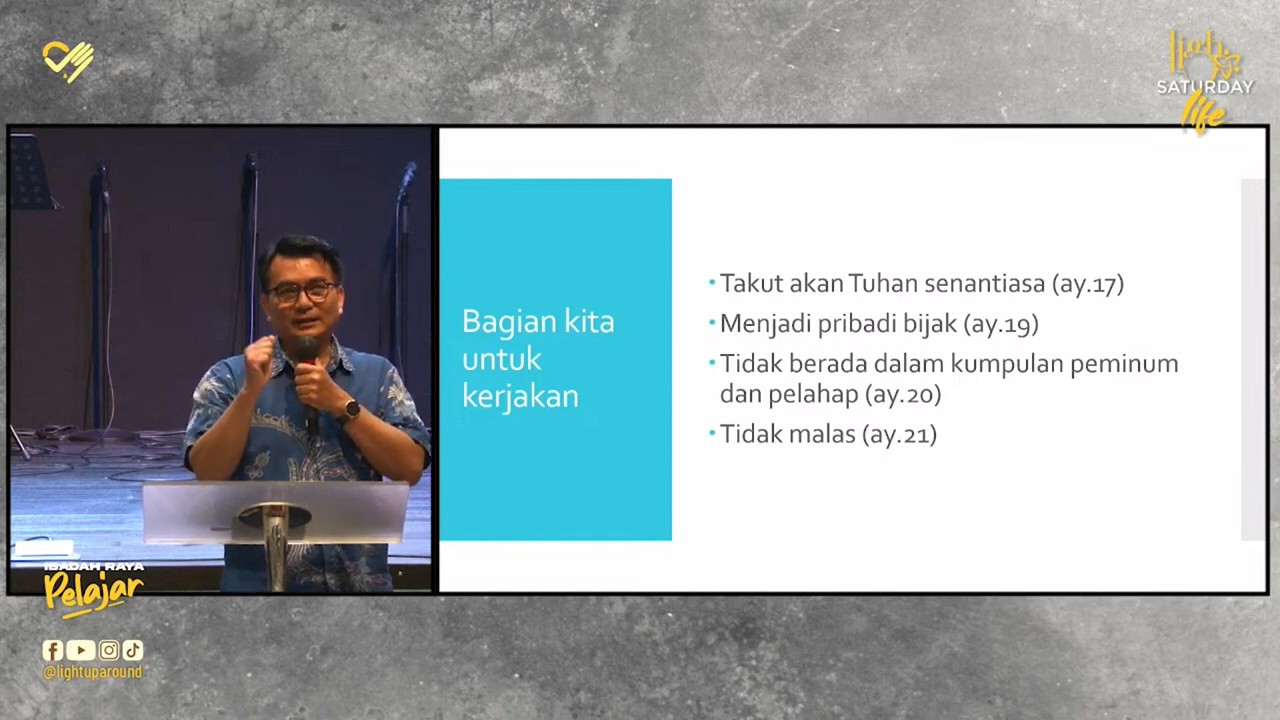 SATURDAY
life
Bagian kita
untuk
kerjakan
• Takut akan Tuhan senantiasa (ay.17)
• Menjadi pribadi bijak (ay.19)
• Tidak berada dalam kumpulan peminum
dan pelahap (ay.20)
• Tidak malas (ay.21)
IBADAH RAYA
Pelajar
@lightuparound